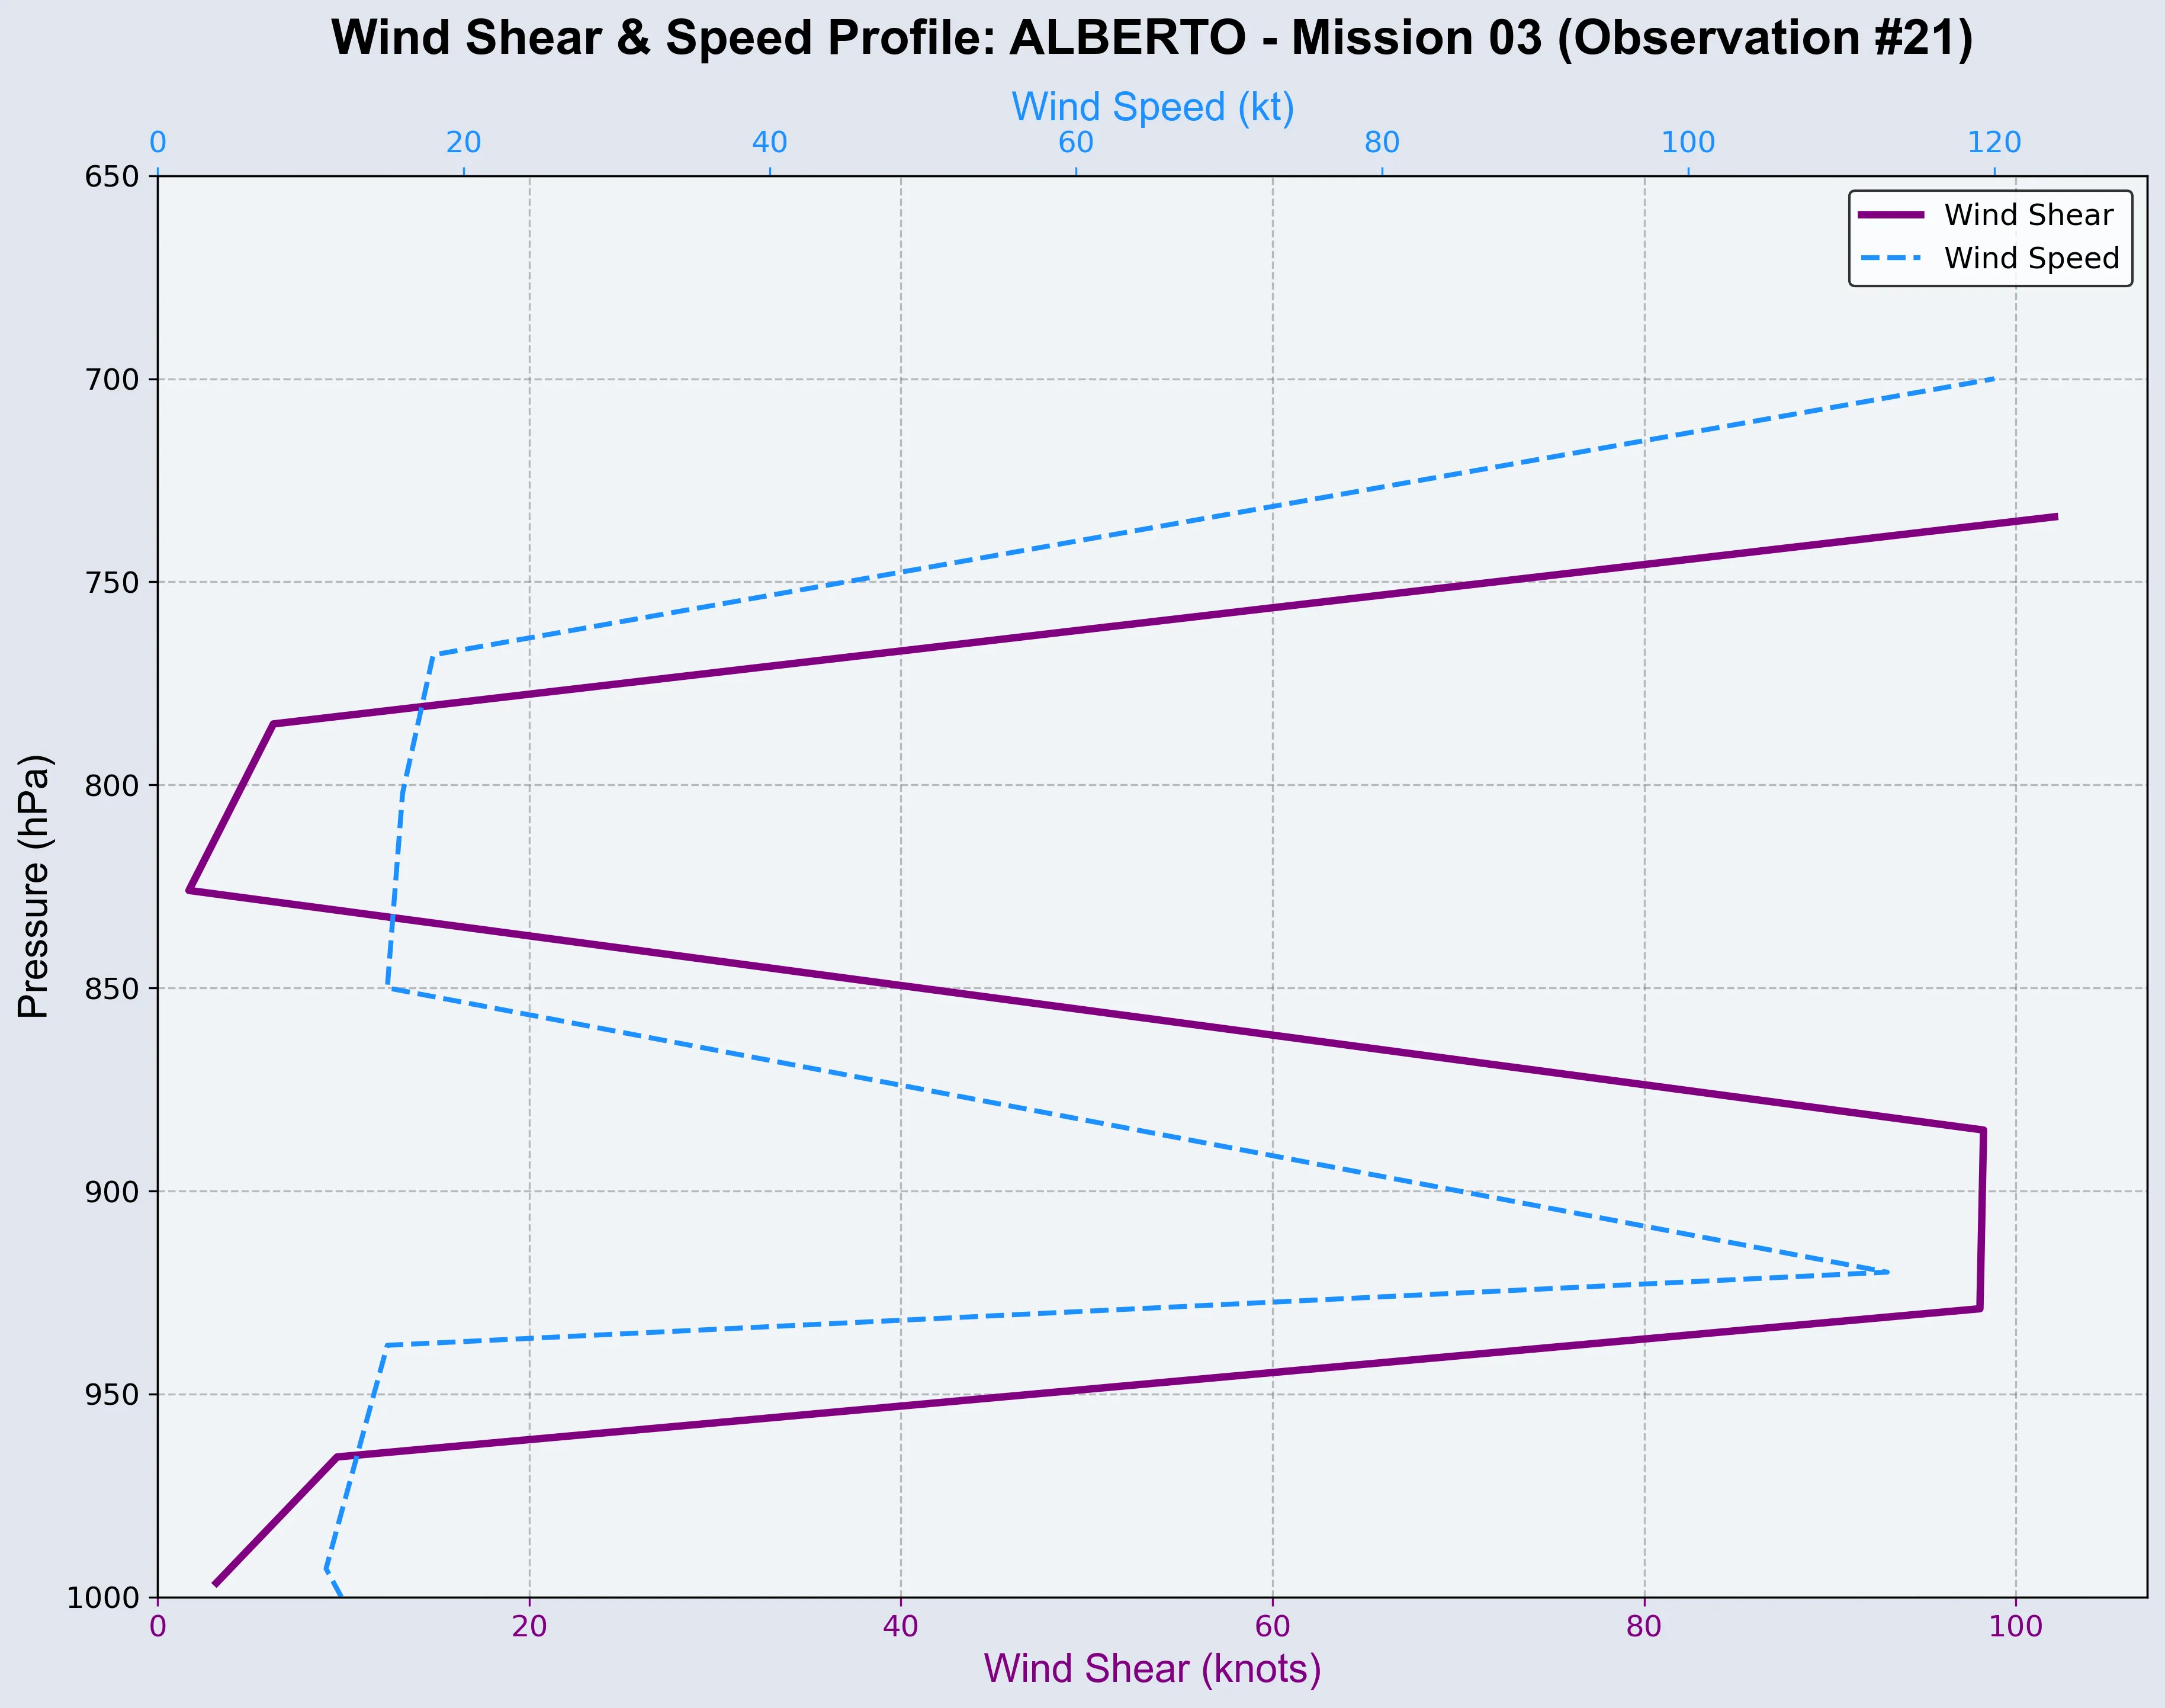 Wind Shear & Speed Profile: ALBERTO - Mission 03 (Observation #21)
Wind Speed (kt)
0 20 40 60 80 100 120
Wind Shear
Wind Speed
Pressure (hPa)
650
700
750
800
850
900
950
1000
0 20 40 60 80 100
Wind Shear (knots)